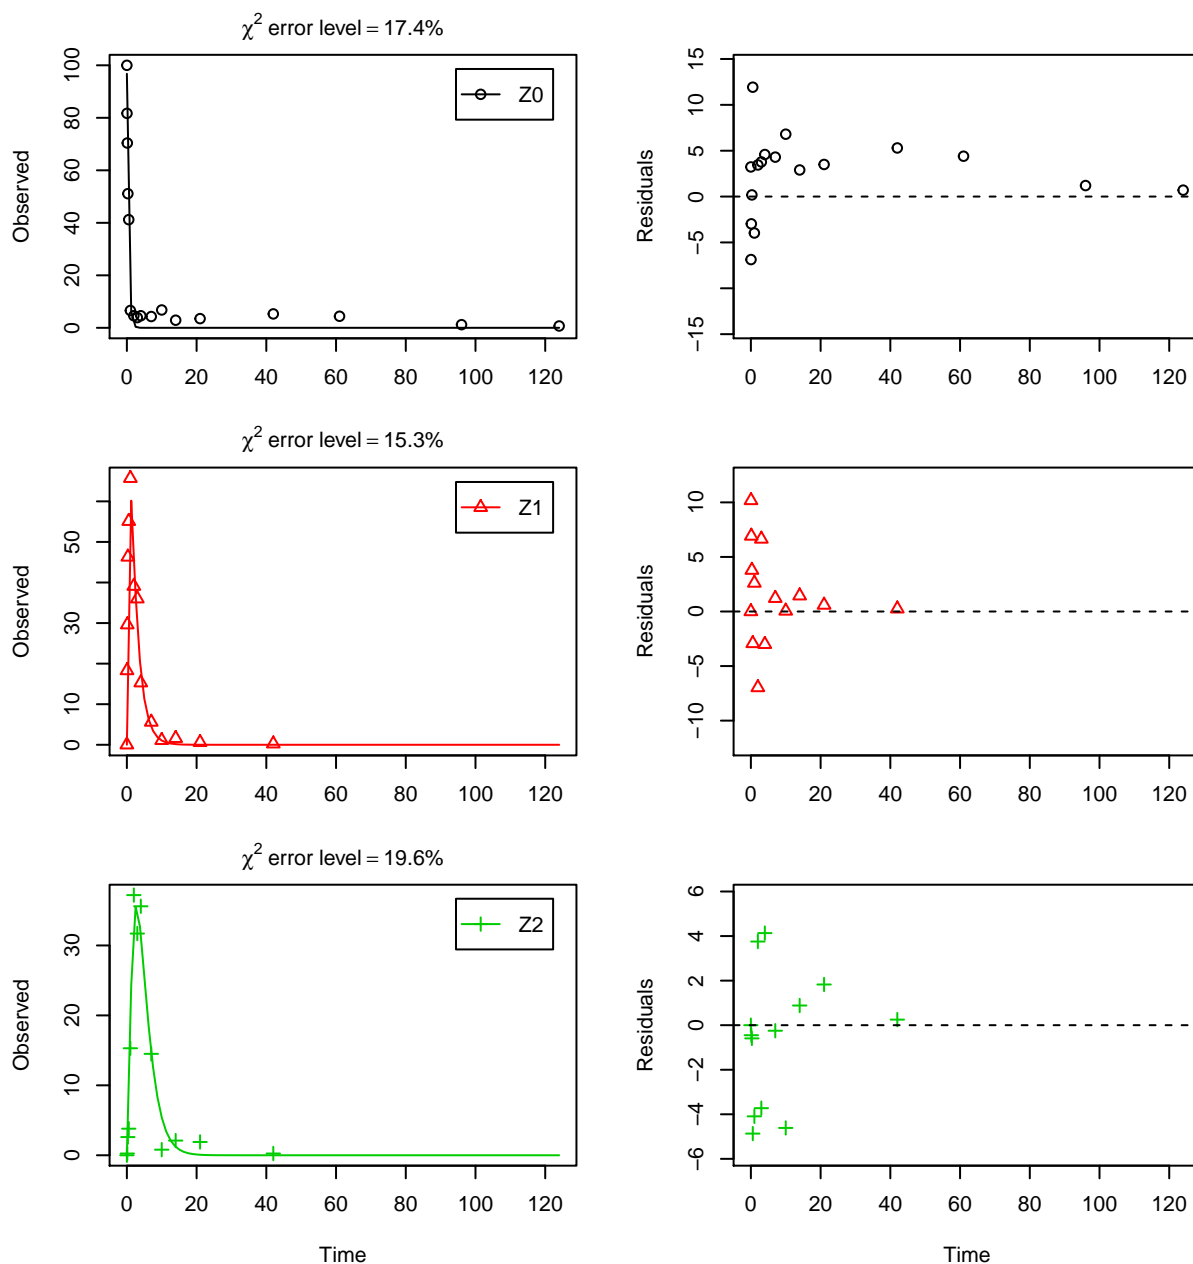 χ2 error level = 17.4%
Observed
0 20 40 60 80 100
Z0
0 20 40 60 80 100 120
Residuals
−15 −5 0 5 10 15
0 20 40 60 80 100 120
χ2 error level = 15.3%
Observed
0 10 30 50
Z1
0 20 40 60 80 100 120
Residuals
−10 −5 0 5 10
0 20 40 60 80 100 120
χ2 error level = 19.6%
Observed
0 10 20 30
Z2
0 20 40 60 80 100 120
Time
Residuals
−6 −4 −2 0 2 4 6
0 20 40 60 80 100 120
Time